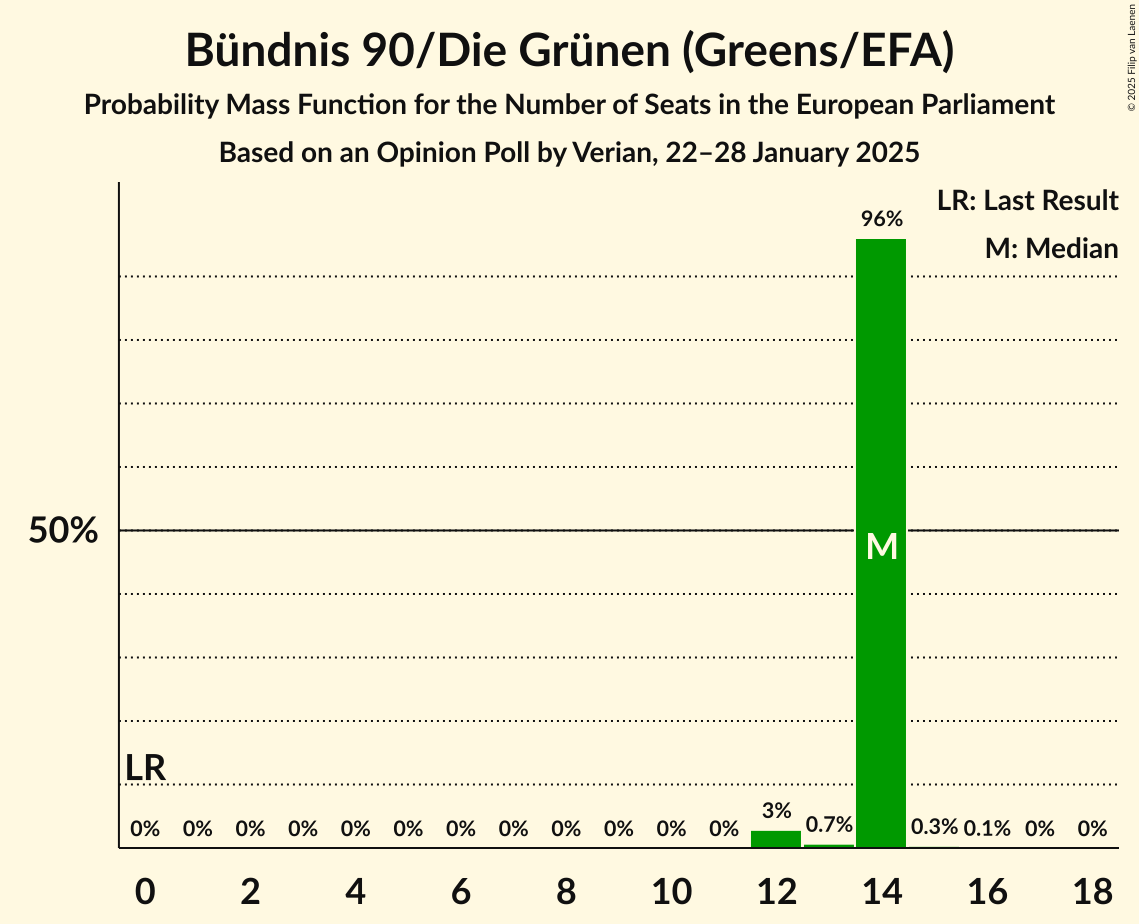 Bündnis 90/Die Grünen (Greens/EFA)
Probability Mass Function for the Number of Seats in the European Parliament
Based on an Opinion Poll by Verian, 22–28 January 2025
© 2025 Filip van Laenen
LR: Last Result
M: Median
96%
50%
M
LR
0% 0% 0% 0% 0% 0% 0% 0% 0% 0% 0% 0% 3% 0.7% 0.3% 0.1% 0% 0%
0 2 4 6 8 10 12 14 16 18